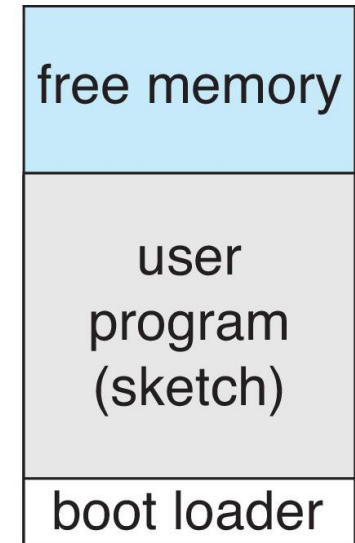 free memory
user
program
(sketch)
boot loader